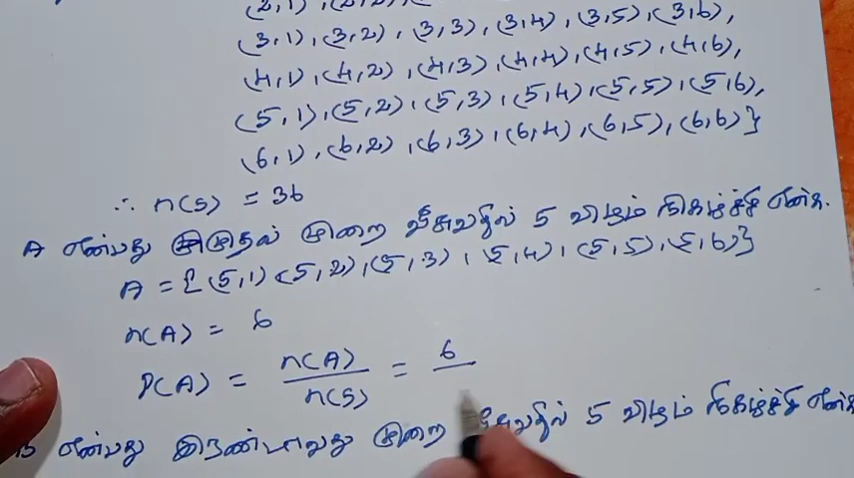 (2,1), (2,2), (
(3,1), (3,2), (3,3), (3,4), (3,5), (3,6),
(4,1), (4,2), (4,3), (4,4), (4,5), (4,6),
(5,1), (5,2), (5,3), (5,4), (5,5), (5,6),
(6,1), (6,2), (6,3), (6,4), (6,5), (6,6)}
∴ n(S) = 36
A என்பது முதல் முறை வீசுவதில் 5 விழும் நிகழ்ச்சி என்க.
A = {(5,1) (5,2), (5,3), (5,4), (5,5), (5,6)}
n(A) = 6
P(A) = n(A)/n(S) = 6/
B என்பது இரண்டாவது முறை வீசுவதில் 5 விழும் நிகழ்ச்சி என்க